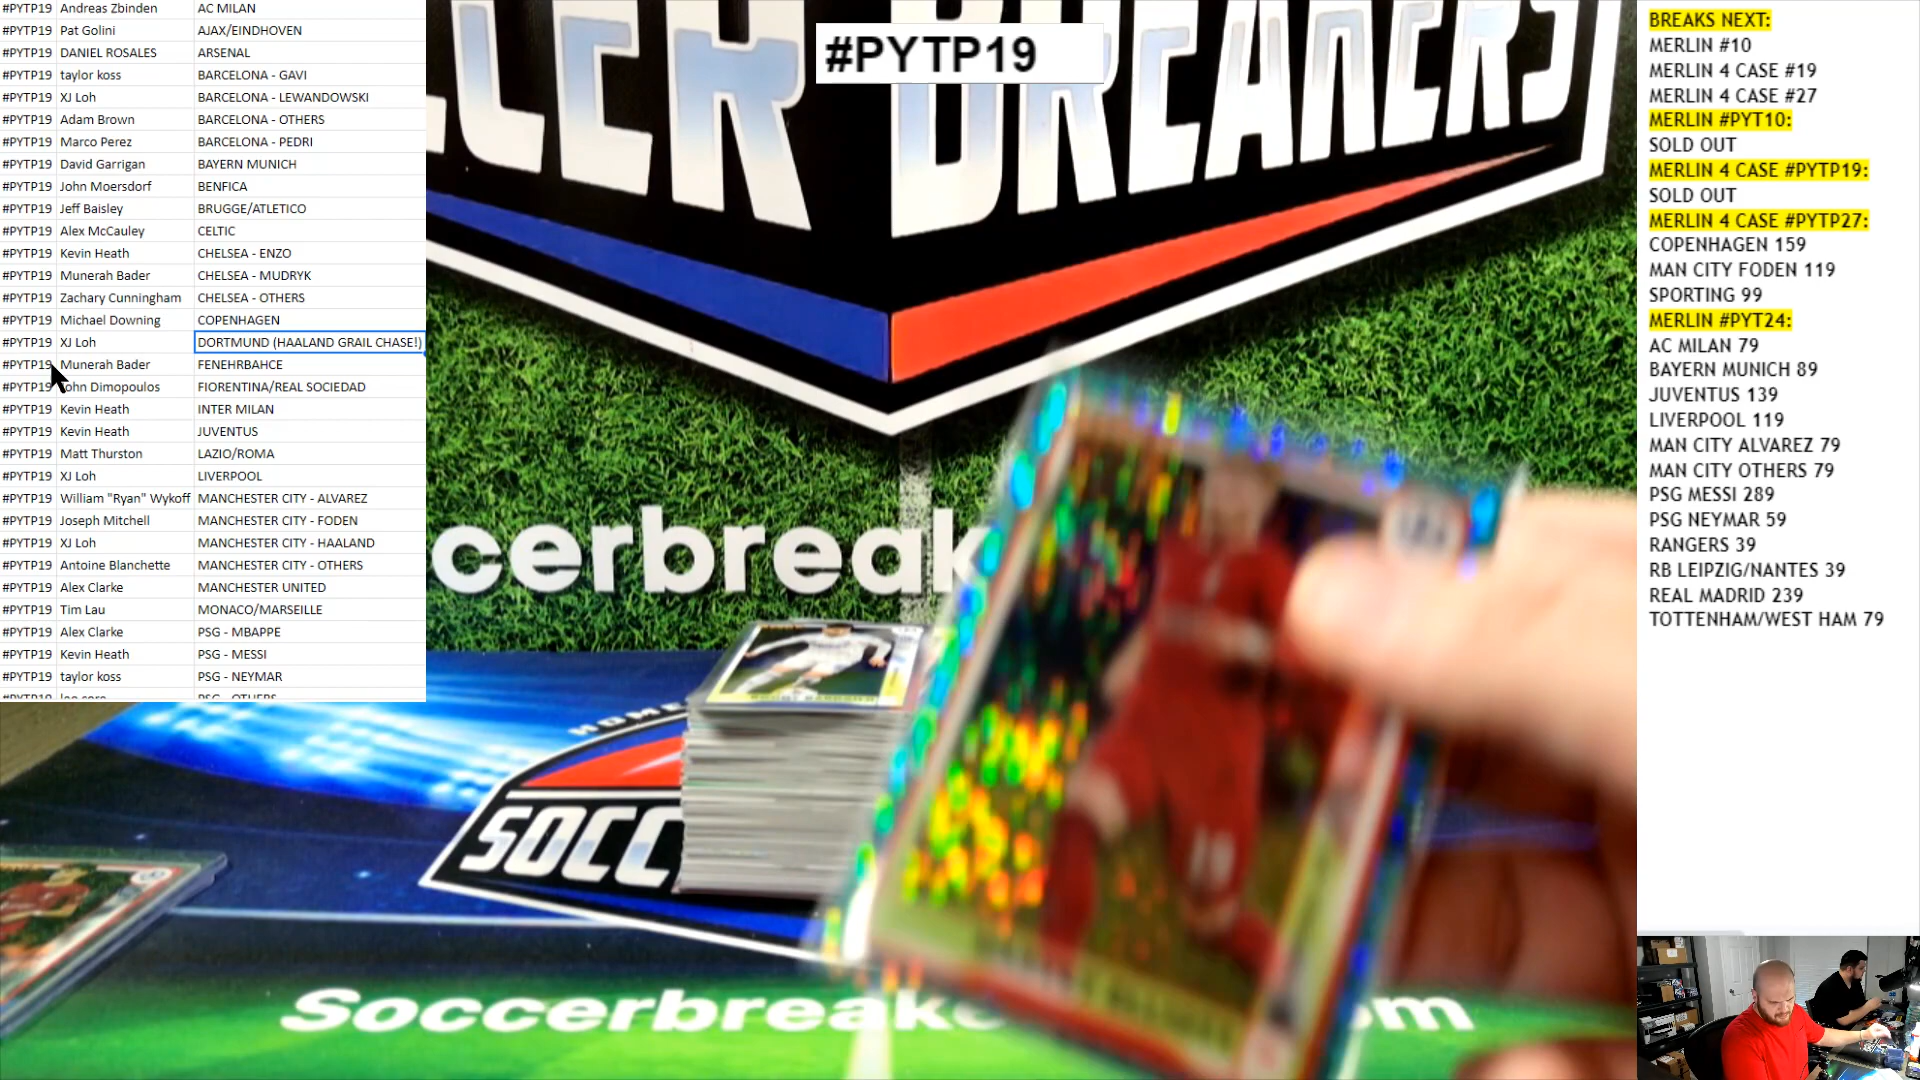 #PYTP19 Andreas Zbinden AC MILAN
#PYTP19 Pat Golini AJAX/EINDHOVEN
#PYTP19 DANIEL ROSALES ARSENAL
#PYTP19 taylor koss BARCELONA - GAVI
#PYTP19 XJ Loh BARCELONA - LEWANDOWSKI
#PYTP19 Adam Brown BARCELONA - OTHERS
#PYTP19 Marco Perez BARCELONA - PEDRI
#PYTP19 David Garrigan BAYERN MUNICH
#PYTP19 John Moersdorf BENFICA
#PYTP19 Jeff Baisley BRUGGE/ATLETICO
#PYTP19 Alex McCauley CELTIC
#PYTP19 Kevin Heath CHELSEA - ENZO
#PYTP19 Munerah Bader CHELSEA - MUDRYK
#PYTP19 Zachary Cunningham CHELSEA - OTHERS
#PYTP19 Michael Downing COPENHAGEN
#PYTP19 XJ Loh DORTMUND (HAALAND GRAIL CHASE!)
#PYTP19 Munerah Bader FENEHRBAHCE
#PYTP19 John Dimopoulos FIORENTINA/REAL SOCIEDAD
#PYTP19 Kevin Heath INTER MILAN
#PYTP19 Kevin Heath JUVENTUS
#PYTP19 Matt Thurston LAZIO/ROMA
#PYTP19 XJ Loh LIVERPOOL
#PYTP19 William "Ryan" Wykoff MANCHESTER CITY - ALVAREZ
#PYTP19 Joseph Mitchell MANCHESTER CITY - FODEN
#PYTP19 XJ Loh MANCHESTER CITY - HAALAND
#PYTP19 Antoine Blanchette MANCHESTER CITY - OTHERS
#PYTP19 Alex Clarke MANCHESTER UNITED
#PYTP19 Tim Lau MONACO/MARSEILLE
#PYTP19 Alex Clarke PSG - MBAPPE
#PYTP19 Kevin Heath PSG - MESSI
#PYTP19 taylor koss PSG - NEYMAR
#PYTP19 PSG - OTHERS
#PYTP19
CCER BREAKERS
cerbreak
HOME
SOCC
Soccerbreake om
19
BREAKS NEXT:
MERLIN #10
MERLIN 4 CASE #19
MERLIN 4 CASE #27
MERLIN #PYT10:
SOLD OUT
MERLIN 4 CASE #PYTP19:
SOLD OUT
MERLIN 4 CASE #PYTP27:
COPENHAGEN 159
MAN CITY FODEN 119
SPORTING 99
MERLIN #PYT24:
AC MILAN 79
BAYERN MUNICH 89
JUVENTUS 139
LIVERPOOL 119
MAN CITY ALVAREZ 79
MAN CITY OTHERS 79
PSG MESSI 289
PSG NEYMAR 59
RANGERS 39
RB LEIPZIG/NANTES 39
REAL MADRID 239
TOTTENHAM/WEST HAM 79